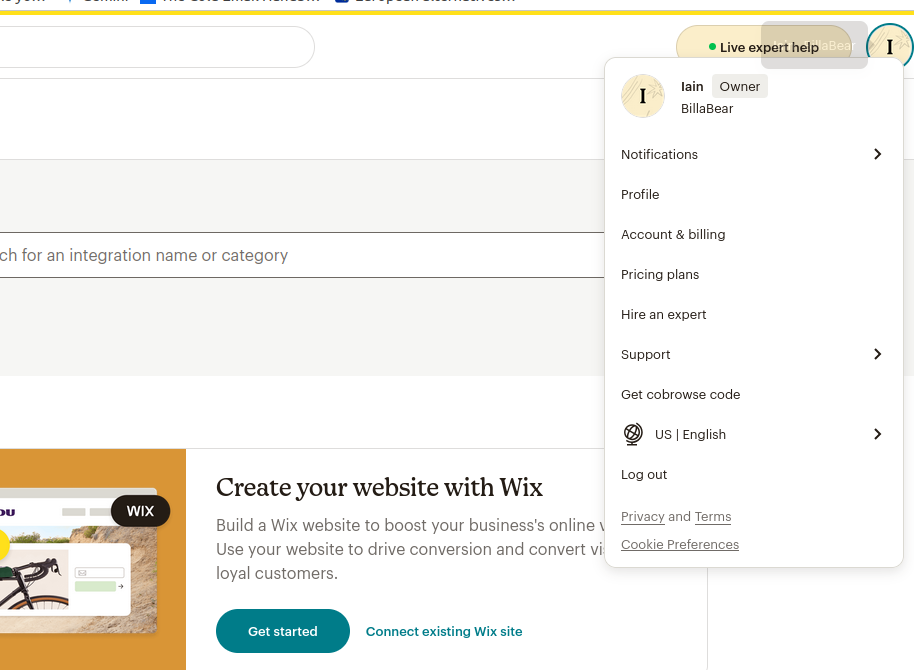 Live expert help
I
I
Iain Owner
BillaBear
Notifications
Profile
Account & billing
Pricing plans
Hire an expert
Support
Get cobrowse code
US | English
Log out
Privacy and Terms
Cookie Preferences
ch for an integration name or category
WIX
Create your website with Wix
Build a Wix website to boost your business's online
Use your website to drive conversion and convert
loyal customers.
Get started
Connect existing Wix site